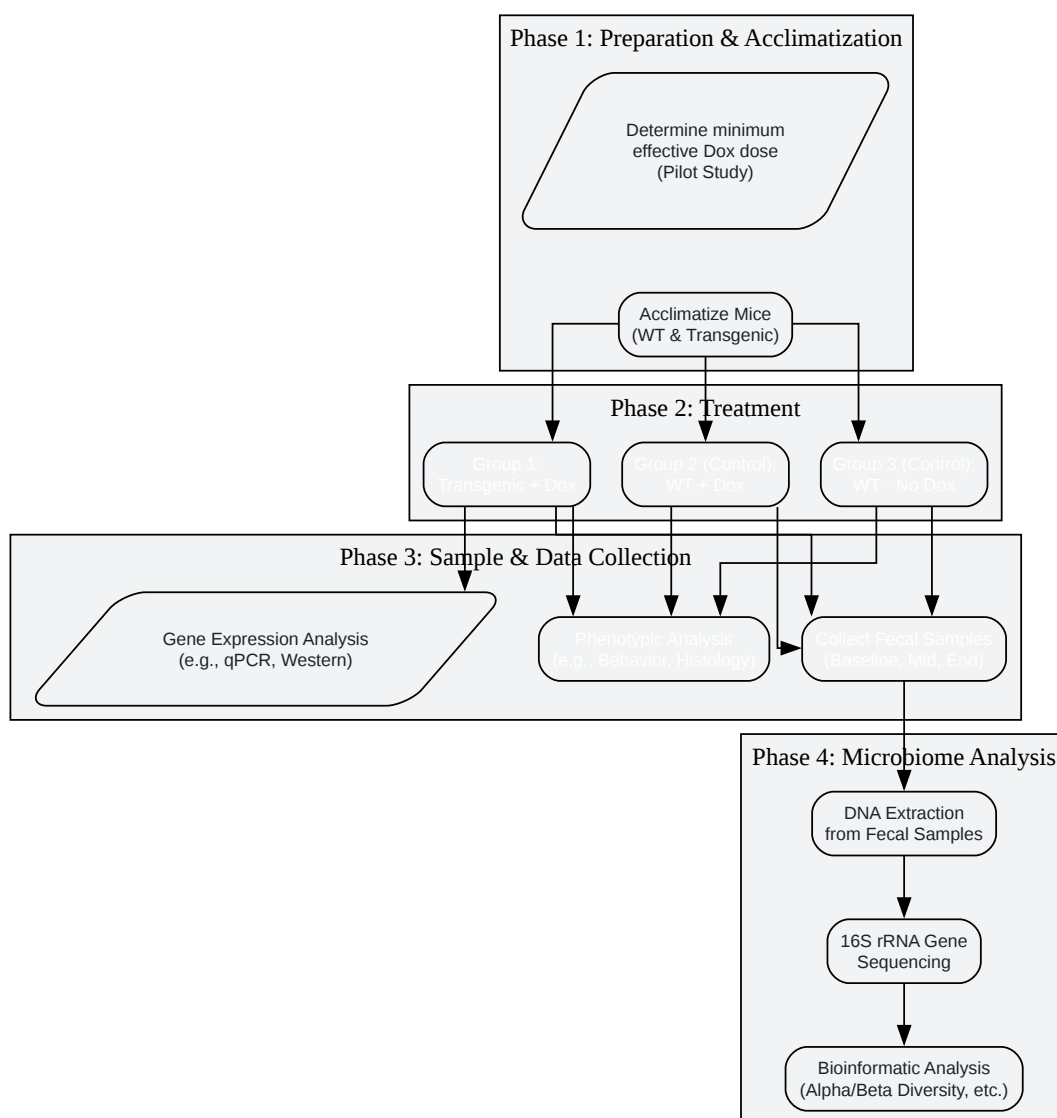 Phase 1: Preparation & Acclimatization
Determine minimum
effective Dox dose
(Pilot Study)
Acclimatize Mice
(WT & Transgenic)
Phase 2: Treatment
Group 1:
Transgenic + Dox
Group 2 (Control):
WT + Dox
Group 3 (Control):
WT - No Dox
Phase 3: Sample & Data Collection
Gene Expression Analysis
(e.g., qPCR, Western)
Phenotypic Analysis
(e.g., Behavior, Histology)
Collect Fecal Samples
(Baseline, Mid, End)
Phase 4: Microbiome Analysis
DNA Extraction
from Fecal Samples
16S rRNA Gene
Sequencing
Bioinformatic Analysis
(Alpha/Beta Diversity, etc.)